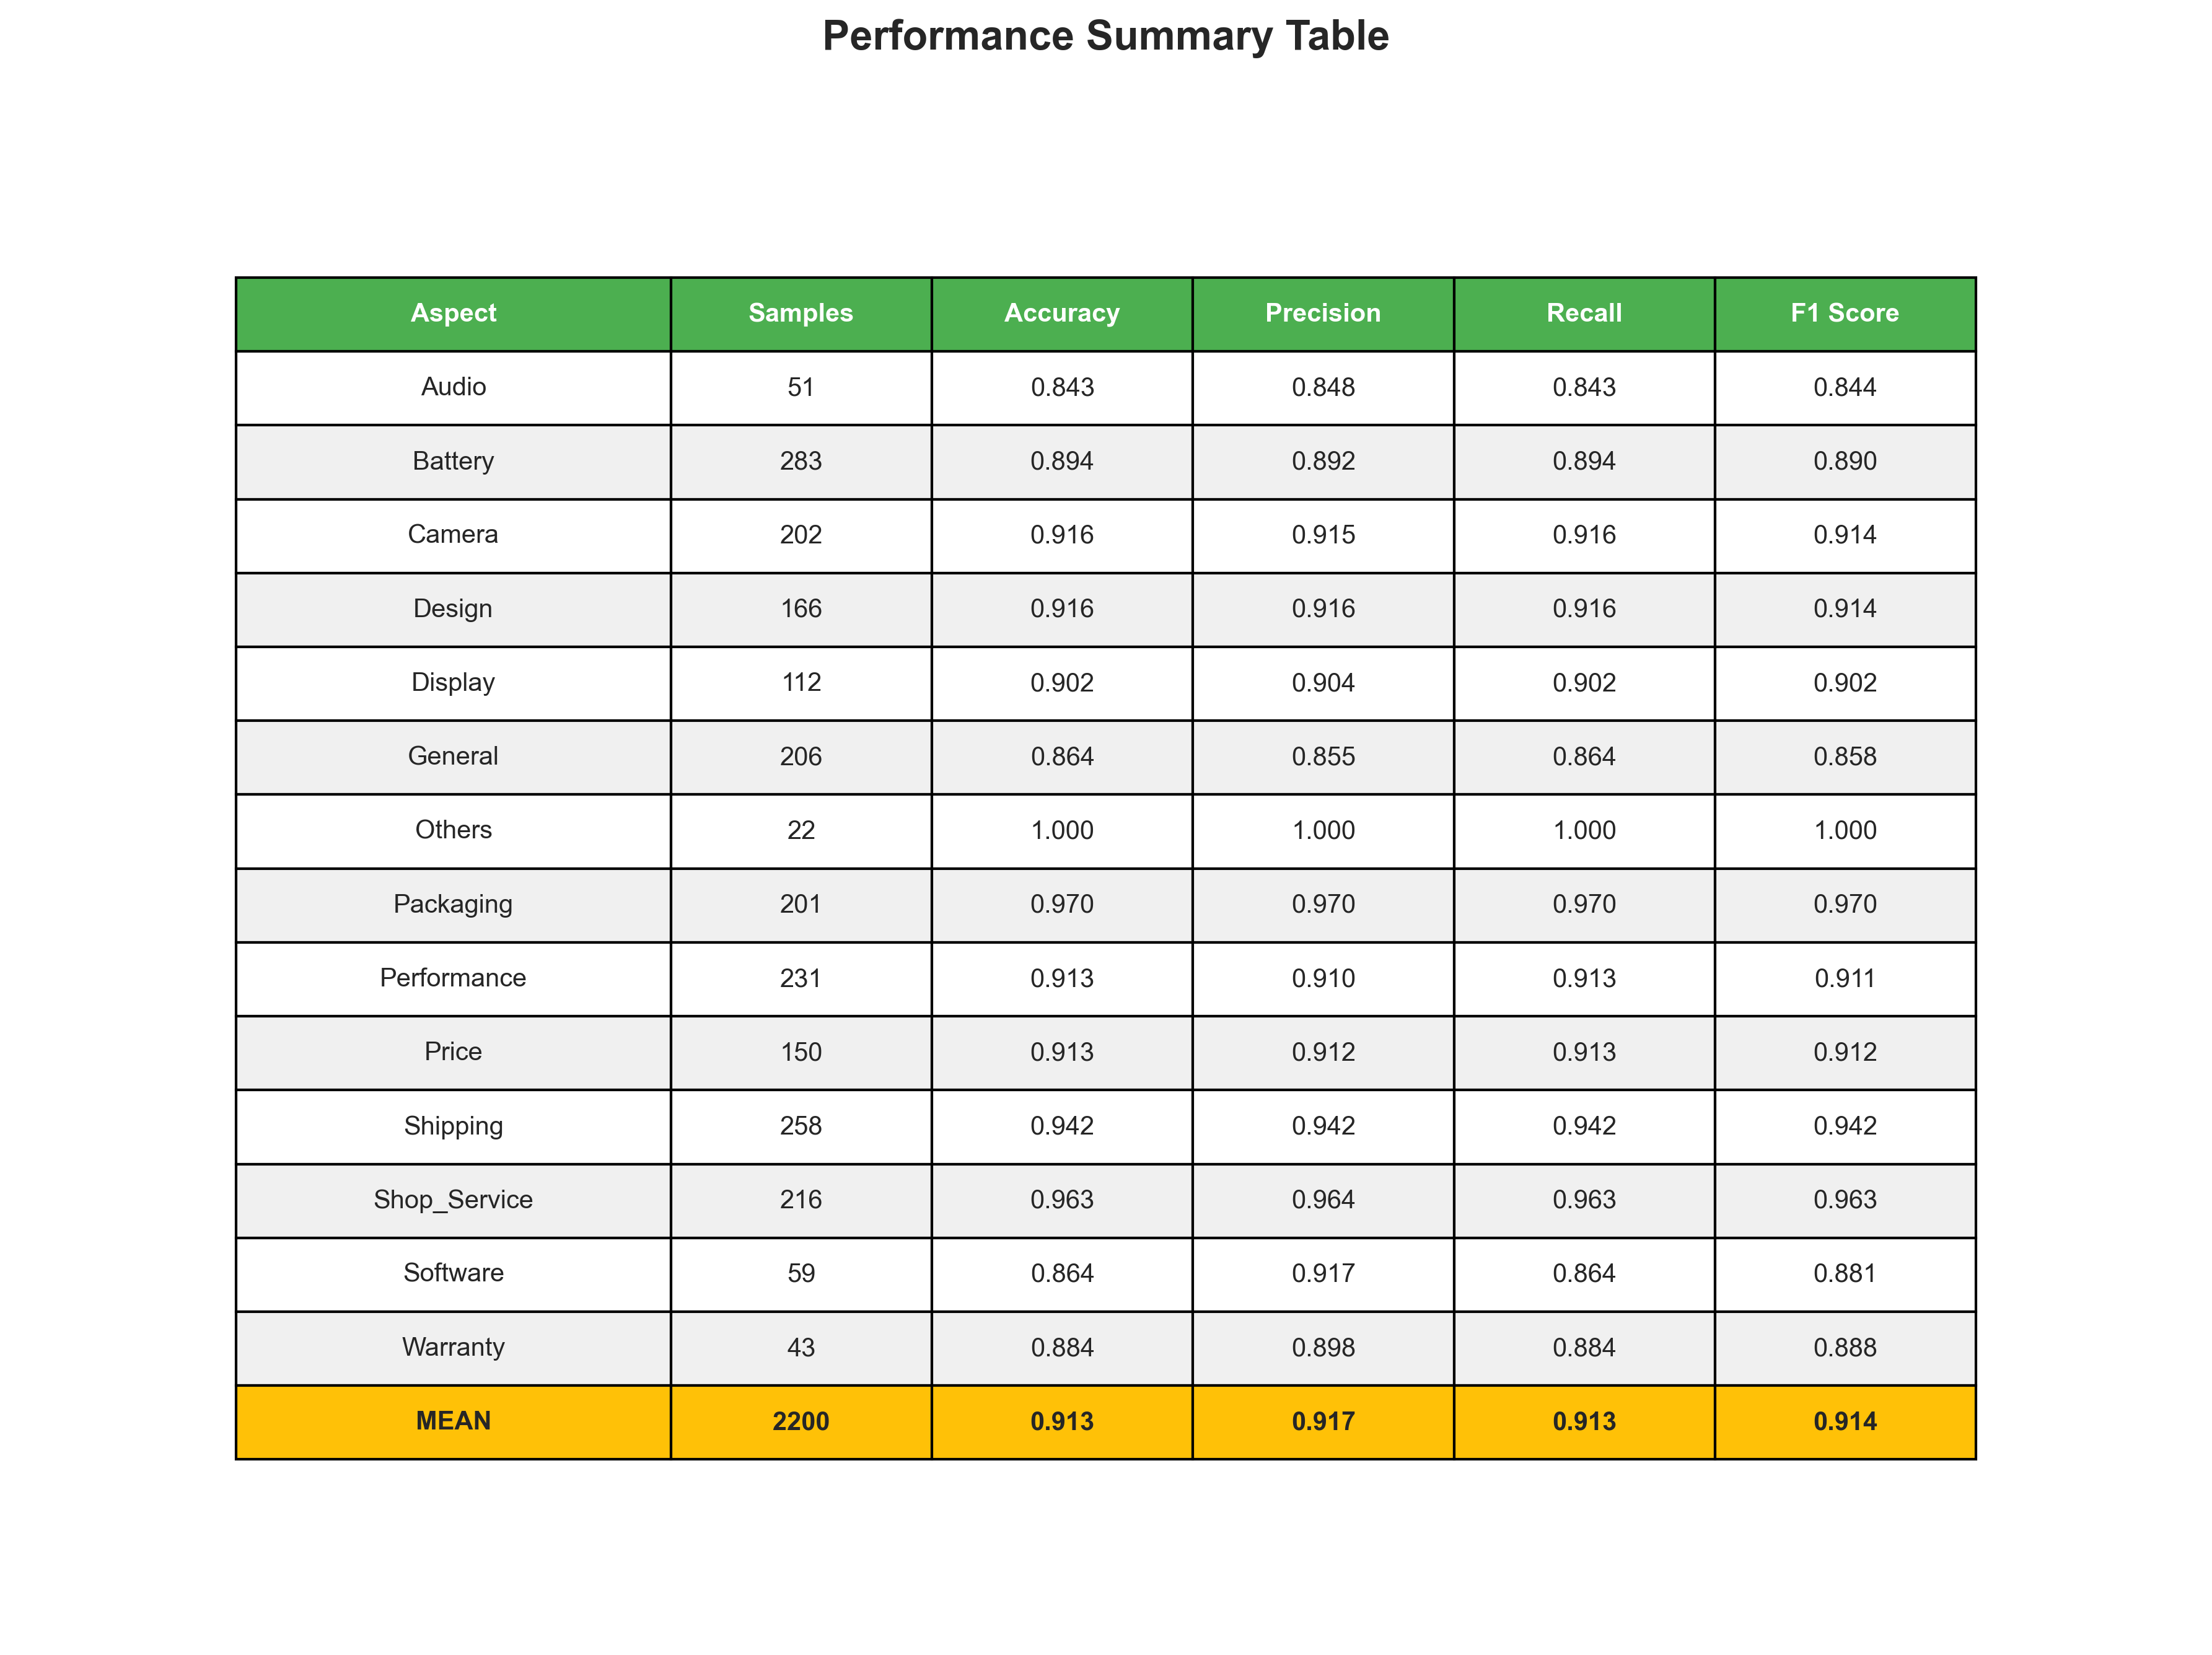 Performance Summary Table
Aspect Samples Accuracy Precision Recall F1 Score
Audio 51 0.843 0.848 0.843 0.844
Battery 283 0.894 0.892 0.894 0.890
Camera 202 0.916 0.915 0.916 0.914
Design 166 0.916 0.916 0.916 0.914
Display 112 0.902 0.904 0.902 0.902
General 206 0.864 0.855 0.864 0.858
Others 22 1.000 1.000 1.000 1.000
Packaging 201 0.970 0.970 0.970 0.970
Performance 231 0.913 0.910 0.913 0.911
Price 150 0.913 0.912 0.913 0.912
Shipping 258 0.942 0.942 0.942 0.942
Shop_Service 216 0.963 0.964 0.963 0.963
Software 59 0.864 0.917 0.864 0.881
Warranty 43 0.884 0.898 0.884 0.888
MEAN 2200 0.913 0.917 0.913 0.914